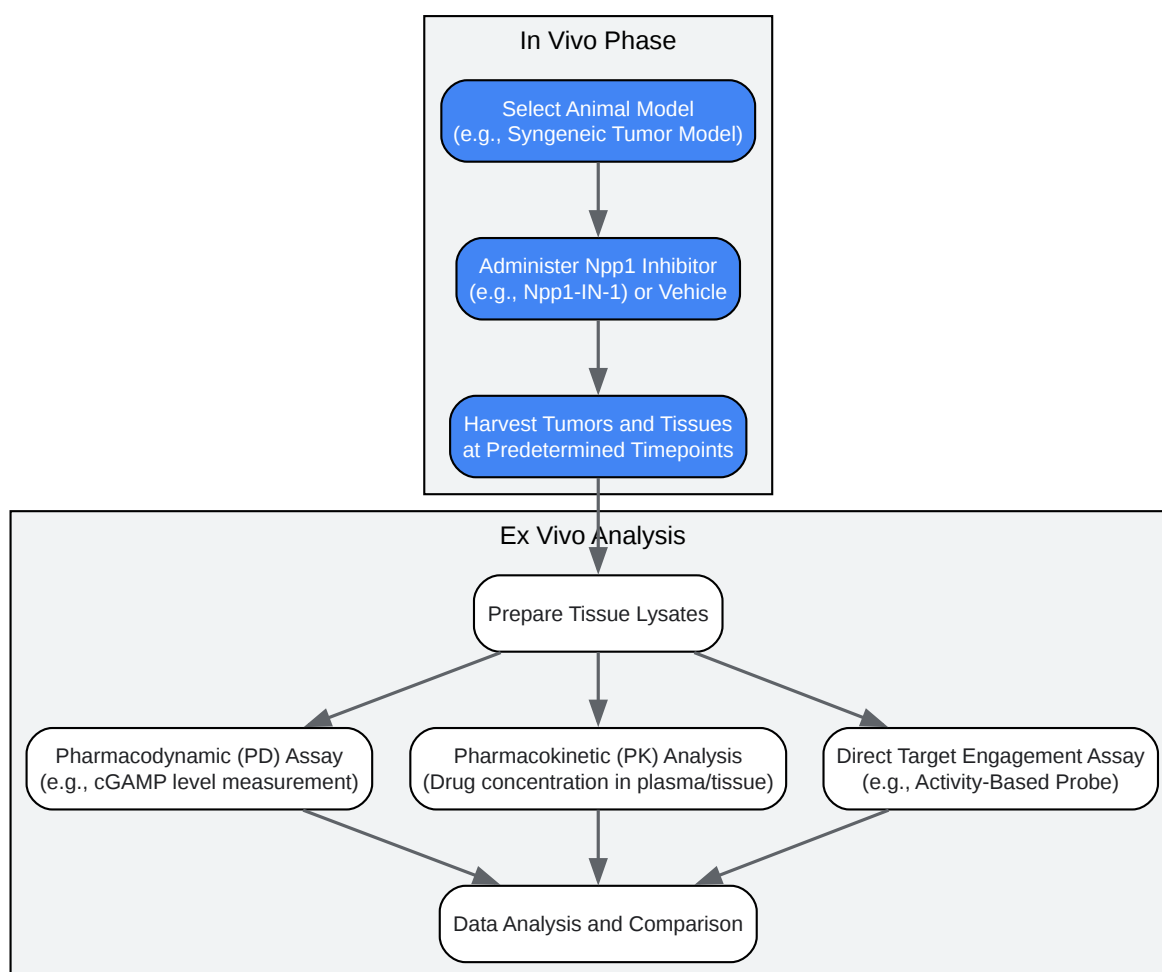 In Vivo Phase
Select Animal Model
(e.g., Syngeneic Tumor Model)
Administer Npp1 Inhibitor
(e.g., Npp1-IN-1) or Vehicle
Harvest Tumors and Tissues
at Predetermined Timepoints
Ex Vivo Analysis
Prepare Tissue Lysates
Pharmacodynamic (PD) Assay
(e.g., cGAMP level measurement)
Pharmacokinetic (PK) Analysis
(Drug concentration in plasma/tissue)
Direct Target Engagement Assay
(e.g., Activity-Based Probe)
Data Analysis and Comparison